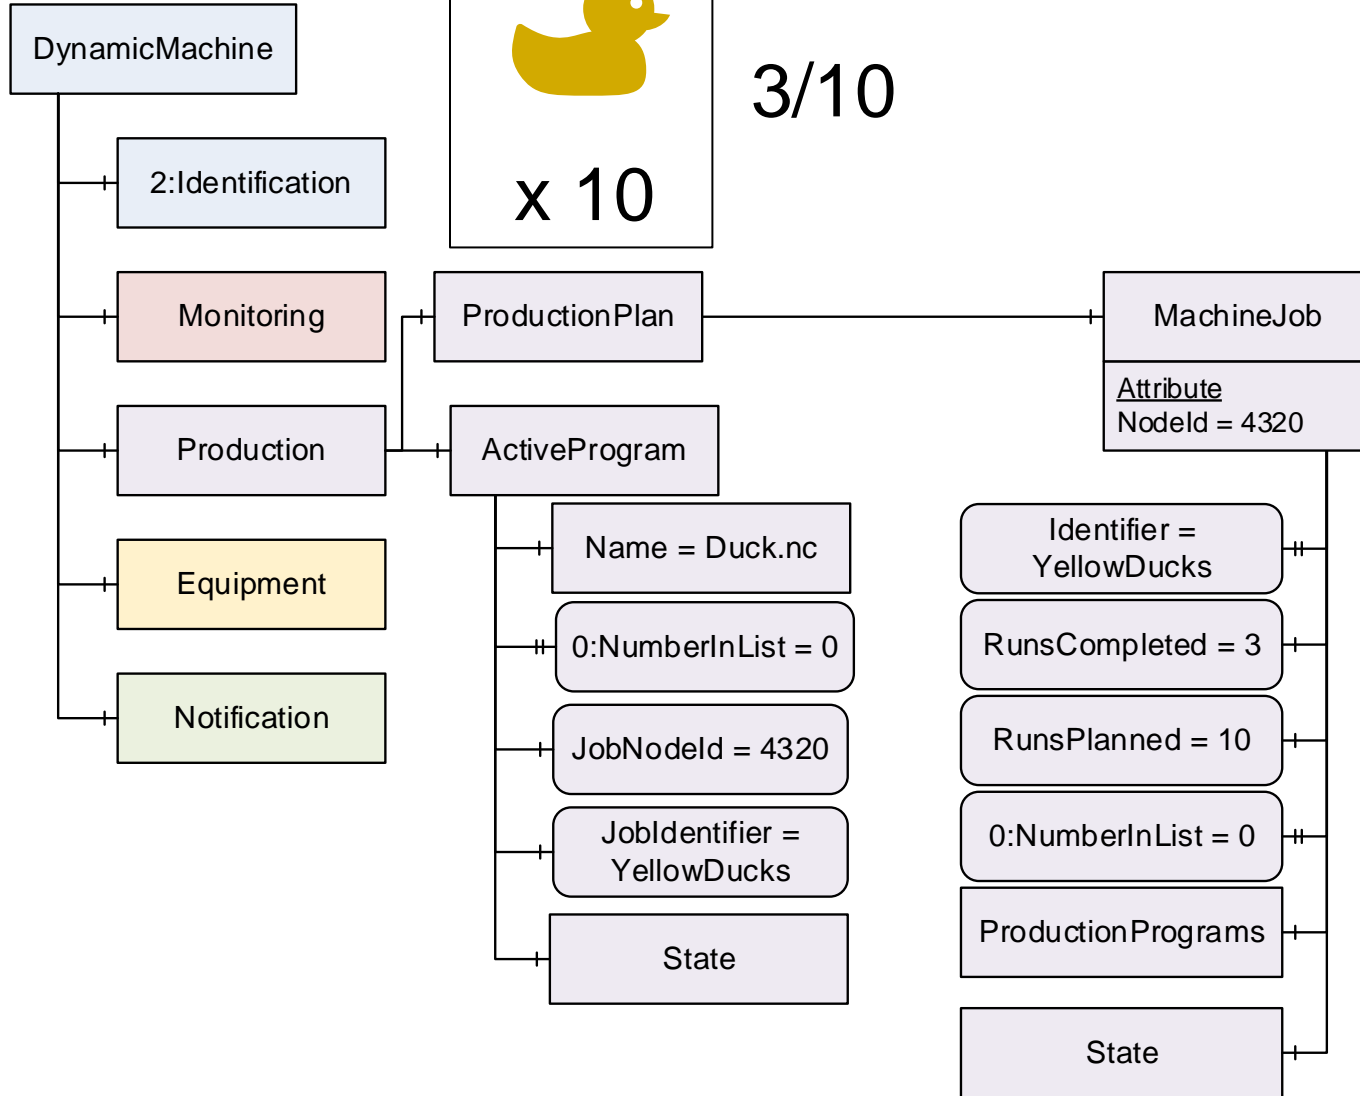 DynamicMachine
3/10
x 10
2:Identification
Monitoring
ProductionPlan
MachineJob
Attribute
NodeId = 4320
Production
ActiveProgram
Name = Duck.nc
0:NumberInList = 0
JobNodeId = 4320
JobIdentifier =
YellowDucks
State
Equipment
Notification
Identifier =
YellowDucks
RunsCompleted = 3
RunsPlanned = 10
0:NumberInList = 0
ProductionPrograms
State